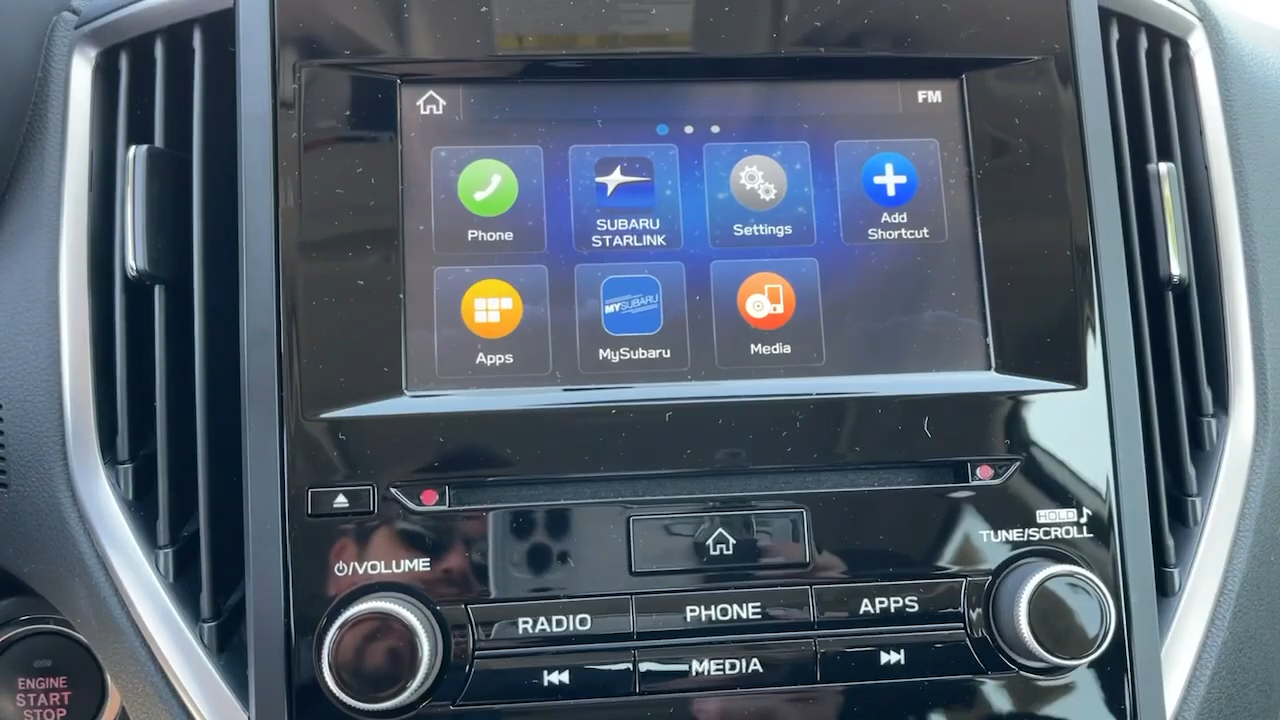 FM
Phone
SUBARU
STARLINK
Settings
Add
Shortcut
Apps
MYSUBARU
MySubaru
Media
HOLD
TUNE/SCROLL
/VOLUME
RADIO
PHONE
APPS
MEDIA
ENGINE
START
STOP